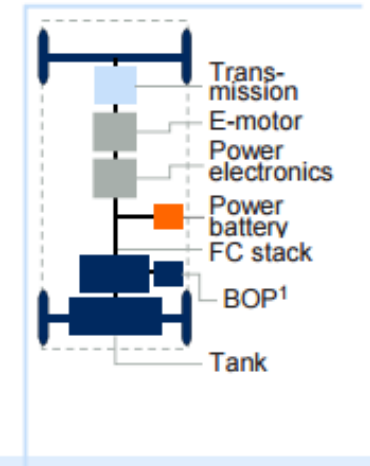 Trans-
mission
E-motor
Power
electronics
Power
battery
FC stack
BOP¹
Tank